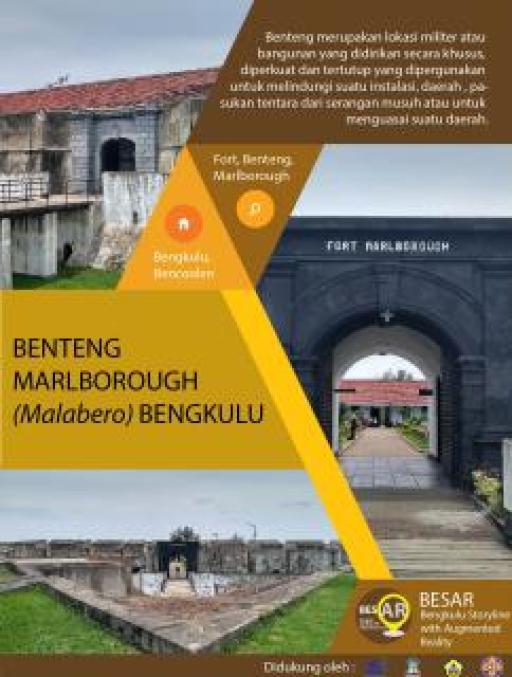 Benteng merupakan lokasi militer atau
bangunan yang didirikan secara khusus,
diperkuat dan tertutup yang dipergunakan
untuk melindungi suatu instalasi, daerah , pa-
sukan tentara dari serangan musuh atau untuk
menguasai suatu daerah.
Fort, Benteng,
Marlborough
Bengkulu,
Bencoolen
FORT MARLBOROUGH
BENTENG
MARLBOROUGH
(Malabero) BENGKULU
BESAR
BESAR
Bengkulu Storyline
with Augmented
Reality
Didukung oleh :